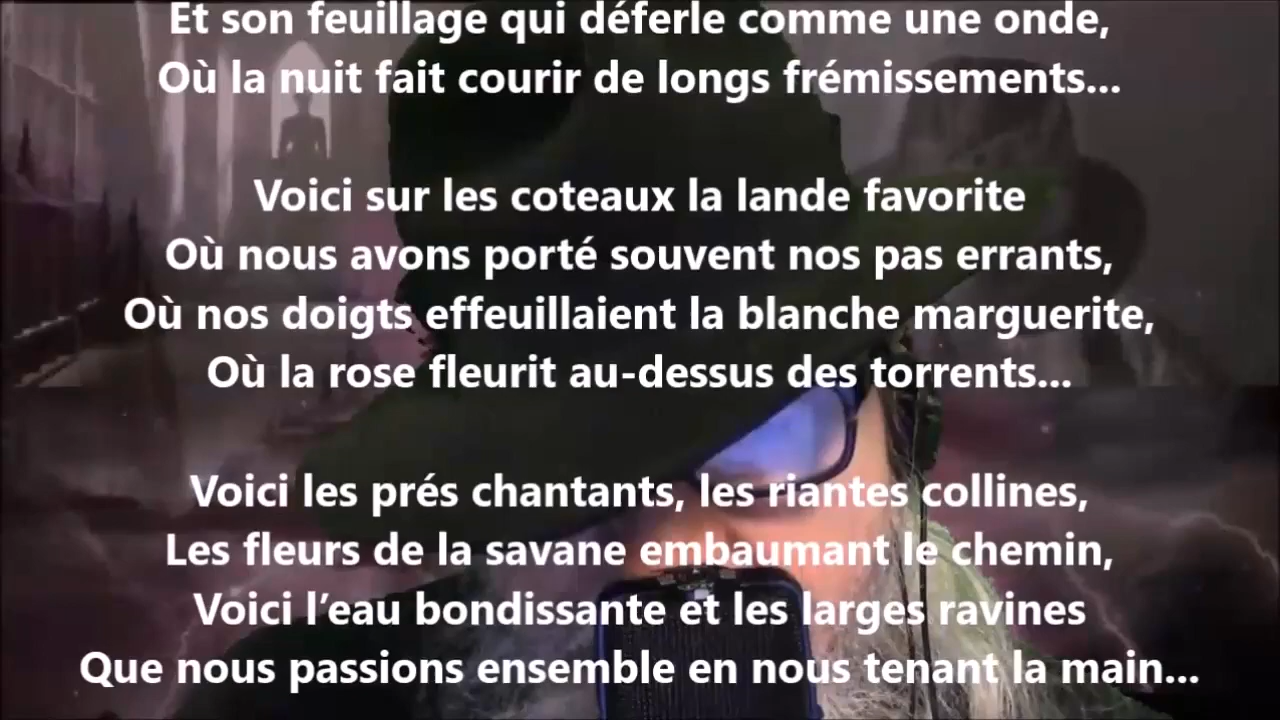 Et son feuillage qui déferle comme une onde,
Où la nuit fait courir de longs frémissements...
Voici sur les coteaux la lande favorite
Où nous avons porté souvent nos pas errants,
Où nos doigts effeuillaient la blanche marguerite,
Où la rose fleurit au-dessus des torrents...
Voici les prés chantants, les riantes collines,
Les fleurs de la savane embaumant le chemin,
Voici l’eau bondissante et les larges ravines
Que nous passions ensemble en nous tenant la main...